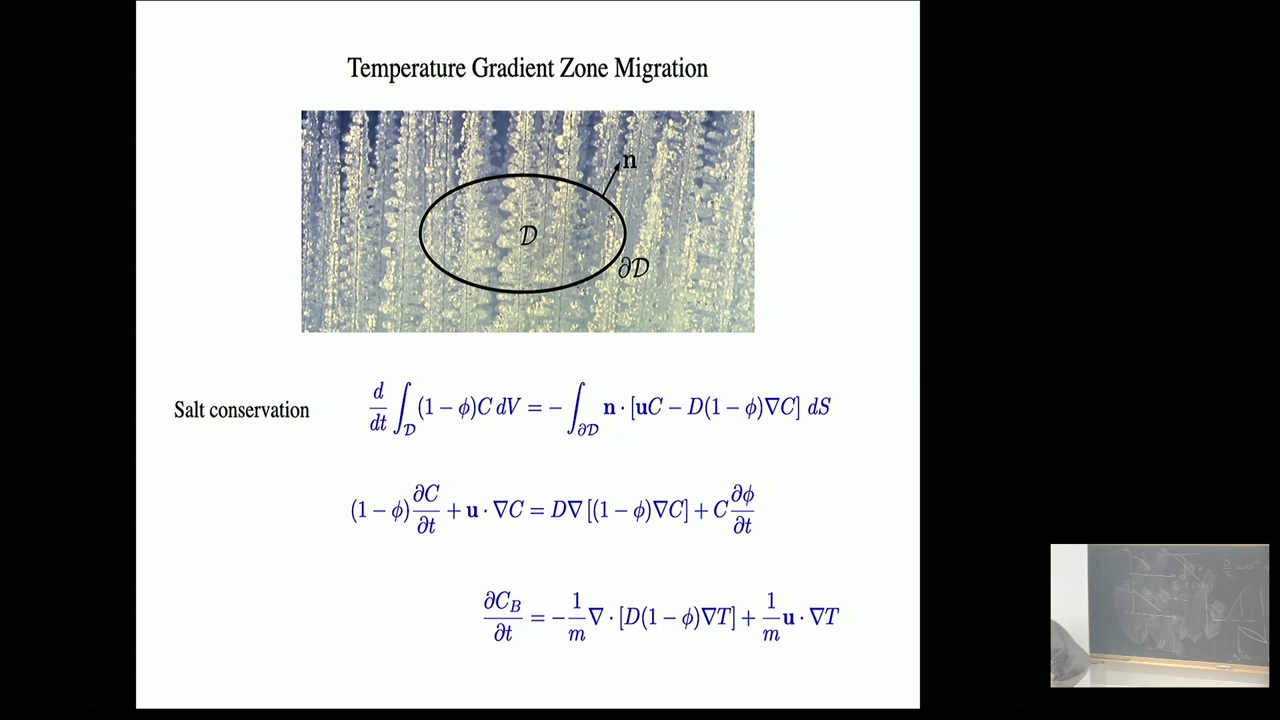 Temperature Gradient Zone Migration
n
𝒟
∂𝒟
Salt conservation d/dt ∫_𝒟 (1 − ϕ)C dV = − ∫_∂𝒟 n · [uC − D(1 − ϕ)∇C] dS
(1 − ϕ) ∂C/∂t + u · ∇C = D∇ [(1 − ϕ)∇C] + C ∂ϕ/∂t
∂C_B/∂t = − 1/m ∇ · [D(1 − ϕ)∇T] + 1/m u · ∇T